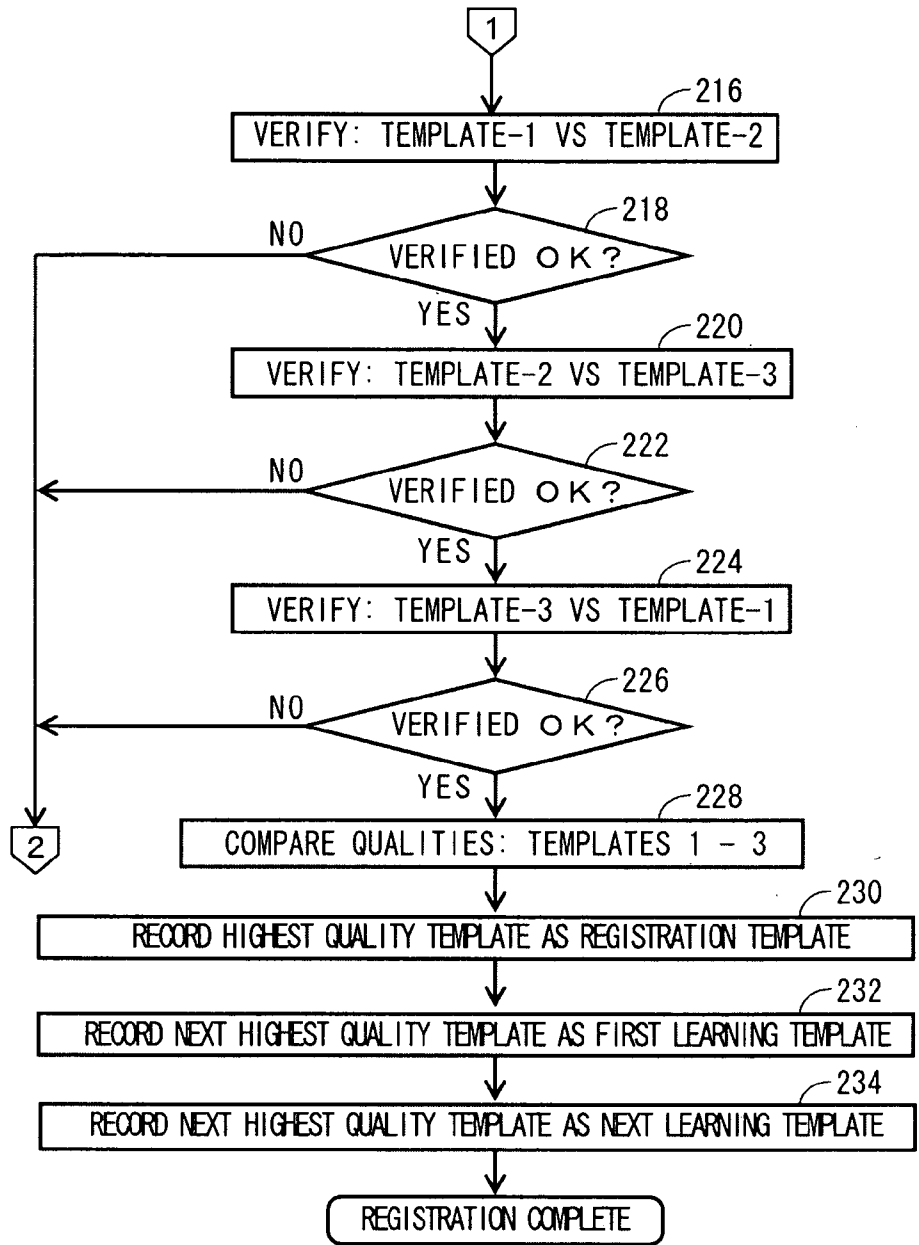 1
216
VERIFY: TEMPLATE-1 VS TEMPLATE-2
218
NO
VERIFIED OK?
YES
220
VERIFY: TEMPLATE-2 VS TEMPLATE-3
222
NO
VERIFIED OK?
YES
224
VERIFY: TEMPLATE-3 VS TEMPLATE-1
226
NO
VERIFIED OK?
YES
228
2
COMPARE QUALITIES: TEMPLATES 1 - 3
230
RECORD HIGHEST QUALITY TEMPLATE AS REGISTRATION TEMPLATE
232
RECORD NEXT HIGHEST QUALITY TEMPLATE AS FIRST LEARNING TEMPLATE
234
RECORD NEXT HIGHEST QUALITY TEMPLATE AS NEXT LEARNING TEMPLATE
REGISTRATION COMPLETE